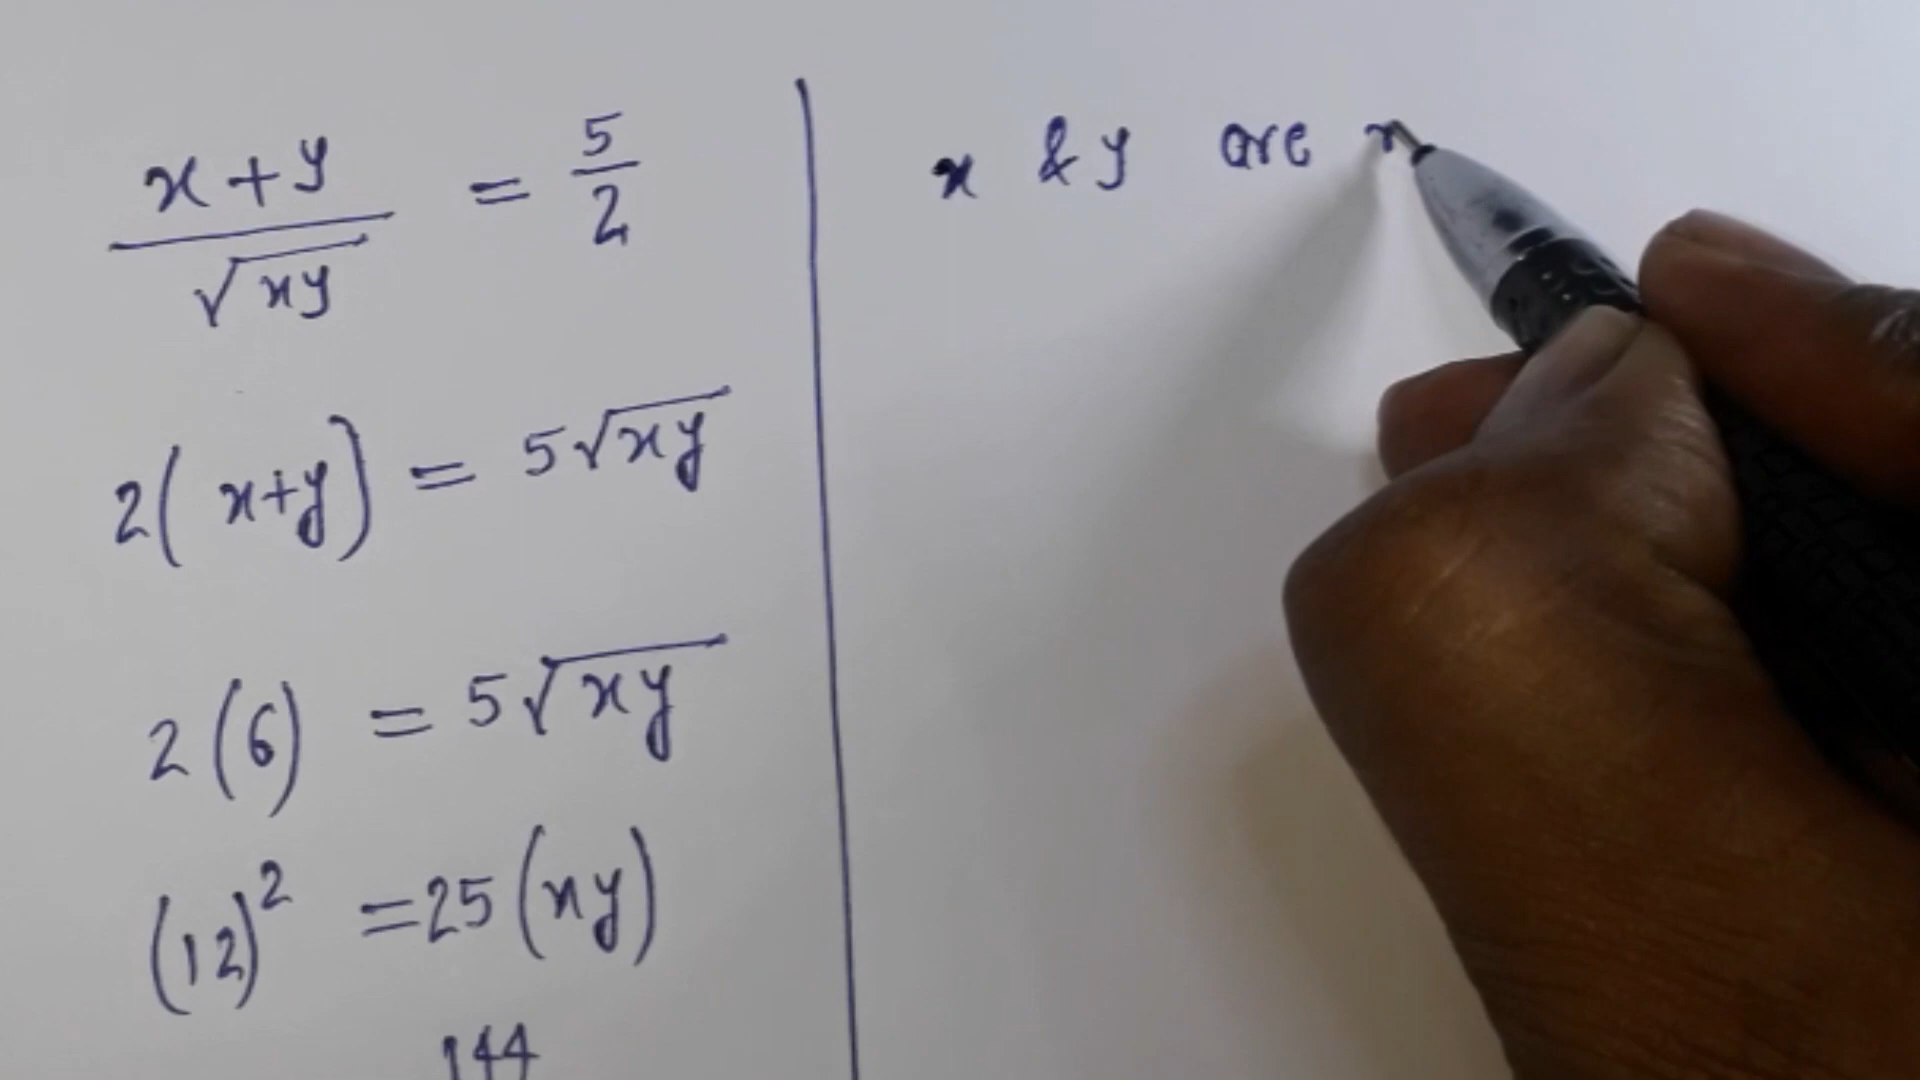 x+y / √xy = 5/2
2( x+y) = 5√xy
2(6) = 5√xy
(12)² =25(xy)
144
x & y are r